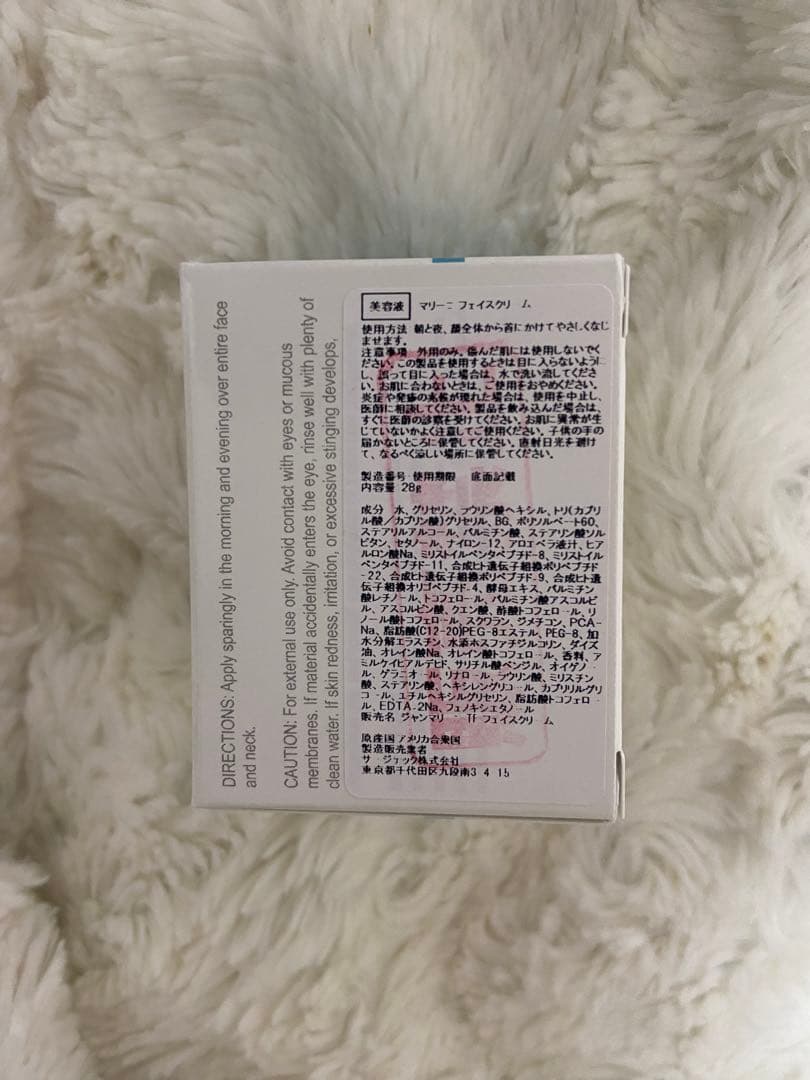 DIRECTIONS: Apply sparingly in the morning and evening over entire face
and neck.
CAUTION: For external use only. Avoid contact with eyes or mucous
membranes. If material accidentally enters the eye, rinse well with plenty of
clean water. If skin redness, irritation, or excessive stinging develops,
美容液 マリーニ フェイスクリーム
使用方法 朝と夜、顔全体から首にかけてやさしくなじ
ませます。
注意事項 外用のみ。傷んだ肌には使用しないでくだ
さい。この製品を使用するときは目に入らないように
し、誤って目に入った場合は、水で洗い流してくださ
い。お肌に合わないときは、ご使用をおやめください。
炎症や発疹の兆候が現れた場合は、使用を中止し、
医師に相談してください。製品を飲み込んだ場合は、
すぐに医師の診察を受けてください。お肌に異常が生
じていないかよく注意してご使用ください。子供の手の
届かないところに保管してください。直射日光を避け
て、なるべく涼しい場所に保管してください。
製造番号・使用期限 底面記載
内容量 28g
成分 水、グリセリン、ラウリン酸ヘキシル、トリ(カプリ
ル酸/カプリン酸)グリセリル、BG、ポリソルベート60、
ステアリルアルコール、パルミチン酸、ステアリン酸ソル
ビタン、セタノール、ナイロン-12、アロエベラ液汁、ヒア
ルロン酸Na、ミリストイルペンタペプチド-8、ミリストイル
ペンタペプチド-11、合成ヒト遺伝子組換ポリペプチド
-22、合成ヒト遺伝子組換ポリペプチド-9、合成ヒト遺
伝子組換オリゴペプチド-4、酵母エキス、パルミチン
酸レチノール、トコフェロール、パルミチン酸アスコルビ
ル、アスコルビン酸、クエン酸、酢酸トコフェロール、リ
ノール酸トコフェロール、スクワラン、ジメチコン、PCA-
Na、脂肪酸(C12-20)PEG-8エステル、PEG-8、加
水分解エラスチン、水添ホスファチジルコリン、ダイズ
油、オレイン酸Na、オレイン酸トコフェロール、香料、ア
ミルケイヒアルデヒド、サリチル酸ベンジル、オイゲノー
ル、ゲラニオール、リナロール、ラウリン酸、ミリスチン
酸、ステアリン酸、ヘキシレングリコール、カプリリルグリ
コール、エチルヘキシルグリセリン、脂肪酸トコフェロー
ル、EDTA-2Na、フェノキシエタノール
販売名 ジャンマリーニ TF フェイスクリーム
原産国 アメリカ合衆国
製造販売業者
サージテック株式会社
東京都千代田区九段南3-4-15